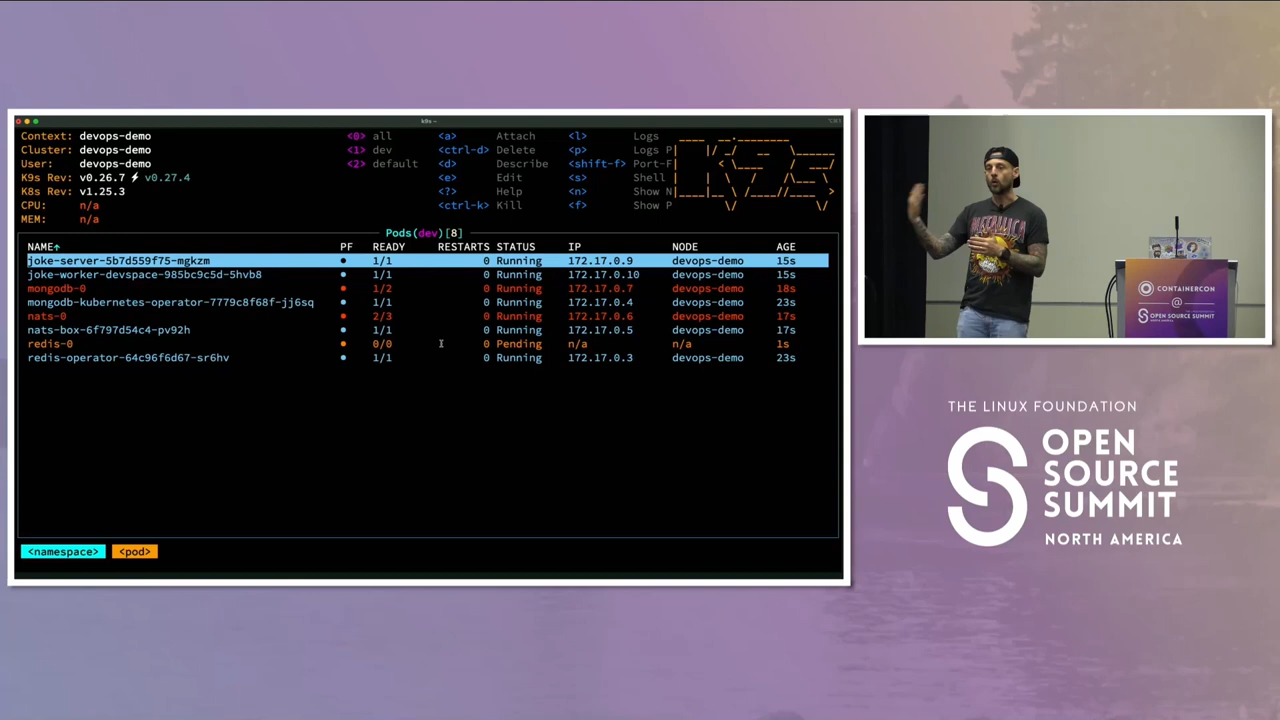 k9s
Context: devops-demo
Cluster: devops-demo
User: devops-demo
K9s Rev: v0.26.7 ⚡ v0.27.4
K8s Rev: v1.25.3
CPU: n/a
MEM: n/a
<0> all
<1> dev
<2> default
<a> Attach
<ctrl-d> Delete
<d> Describe
<e> Edit
<?> Help
<ctrl-k> Kill
<l> Logs
<p> Logs P
<shift-f> Port-F
<s> Shell
<n> Show N
<f> Show P
Pods(dev)[8]
NAME↑ PF READY RESTARTS STATUS IP NODE AGE
joke-server-5b7d559f75-mgkzm ● 1/1 0 Running 172.17.0.9 devops-demo 15s
joke-worker-devspace-985bc9c5d-5hvb8 ● 1/1 0 Running 172.17.0.10 devops-demo 15s
mongodb-0 ● 1/2 0 Running 172.17.0.7 devops-demo 18s
mongodb-kubernetes-operator-7779c8f68f-jj6sq ● 1/1 0 Running 172.17.0.4 devops-demo 23s
nats-0 ● 2/3 0 Running 172.17.0.6 devops-demo 17s
nats-box-6f797d54c4-pv92h ● 1/1 0 Running 172.17.0.5 devops-demo 17s
redis-0 ● 0/0 0 Pending n/a n/a 1s
redis-operator-64c96f6d67-sr6hv ● 1/1 0 Running 172.17.0.3 devops-demo 23s
<namespace> <pod>
METALLICA
CONTAINERCON
@
OPEN SOURCE SUMMIT
NORTH AMERICA
THE LINUX FOUNDATION
OPEN
SOURCE
SUMMIT
NORTH AMERICA